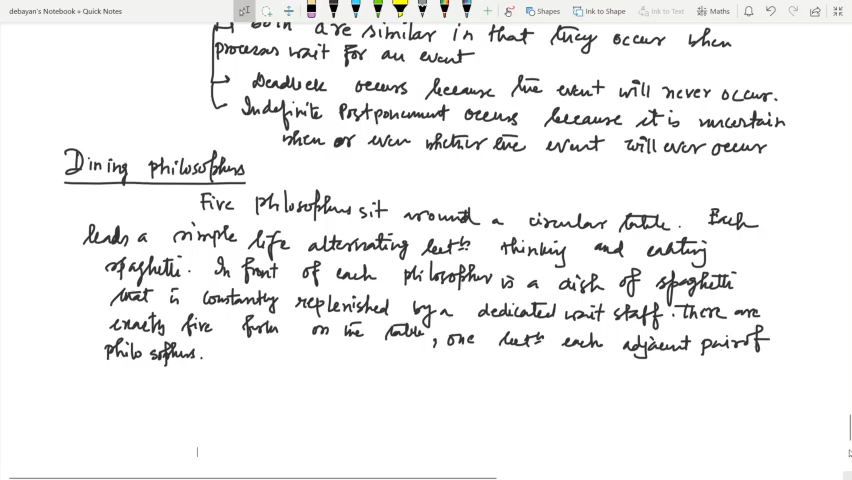 debayan's Notebook » Quick Notes
Shapes Ink to Shape Ink to Text Maths
both are similar in that they occur when
process wait for an event
→ Deadlock occurs because the event will never occur.
Indefinite Postponement occurs because it is uncertain
when or even whether the event will ever occur
Dining philosophers
Five philosophers sit around a circular table. Each
leads a simple life alternating betn thinking and eating
spaghetti. In front of each philosopher is a dish of spaghetti
that is constantly replenished by a dedicated wait staff. There are
exactly five forks on the table, one betn each adjacent pair of
philosophers.